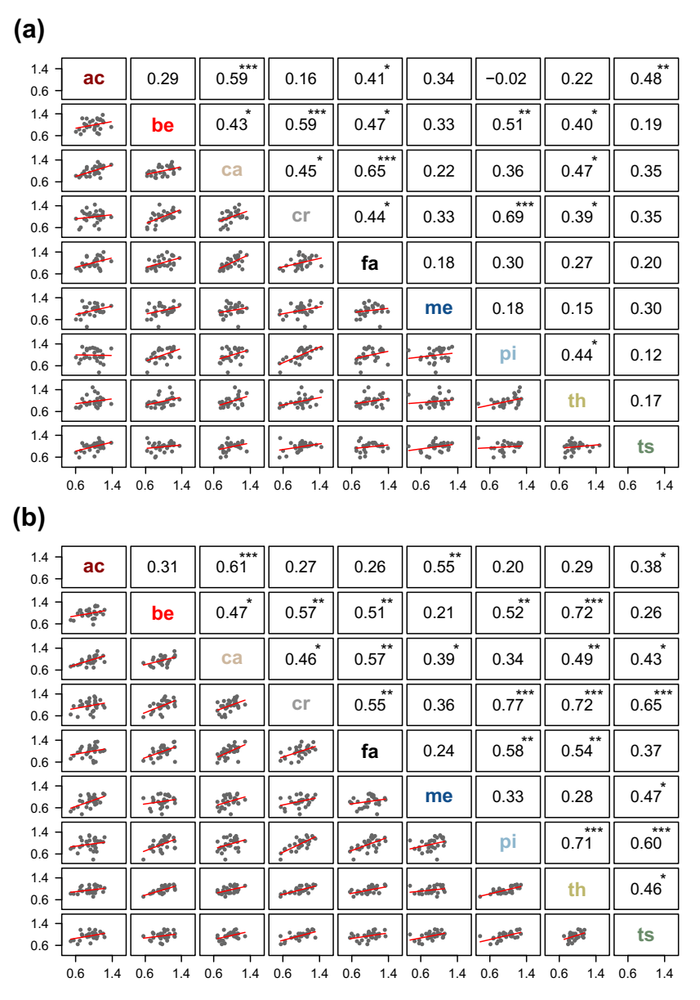 (a)
1.4 0.6 ac 0.29 0.59*** 0.16 0.41* 0.34 −0.02 0.22 0.48**
1.4 0.6 be 0.43* 0.59*** 0.47* 0.33 0.51** 0.40* 0.19
1.4 0.6 ca 0.45* 0.65*** 0.22 0.36 0.47* 0.35
1.4 0.6 cr 0.44* 0.33 0.69*** 0.39* 0.35
1.4 0.6 fa 0.18 0.30 0.27 0.20
1.4 0.6 me 0.18 0.15 0.30
1.4 0.6 pi 0.44* 0.12
1.4 0.6 th 0.17
1.4 0.6 ts
0.6 1.4 0.6 1.4 0.6 1.4 0.6 1.4 0.6 1.4 0.6 1.4 0.6 1.4 0.6 1.4 0.6 1.4
(b)
1.4 0.6 ac 0.31 0.61*** 0.27 0.26 0.55** 0.20 0.29 0.38*
1.4 0.6 be 0.47* 0.57** 0.51** 0.21 0.52** 0.72*** 0.26
1.4 0.6 ca 0.46* 0.57** 0.39* 0.34 0.49** 0.43*
1.4 0.6 cr 0.55** 0.36 0.77*** 0.72*** 0.65***
1.4 0.6 fa 0.24 0.58** 0.54** 0.37
1.4 0.6 me 0.33 0.28 0.47*
1.4 0.6 pi 0.71*** 0.60***
1.4 0.6 th 0.46*
1.4 0.6 ts
0.6 1.4 0.6 1.4 0.6 1.4 0.6 1.4 0.6 1.4 0.6 1.4 0.6 1.4 0.6 1.4 0.6 1.4